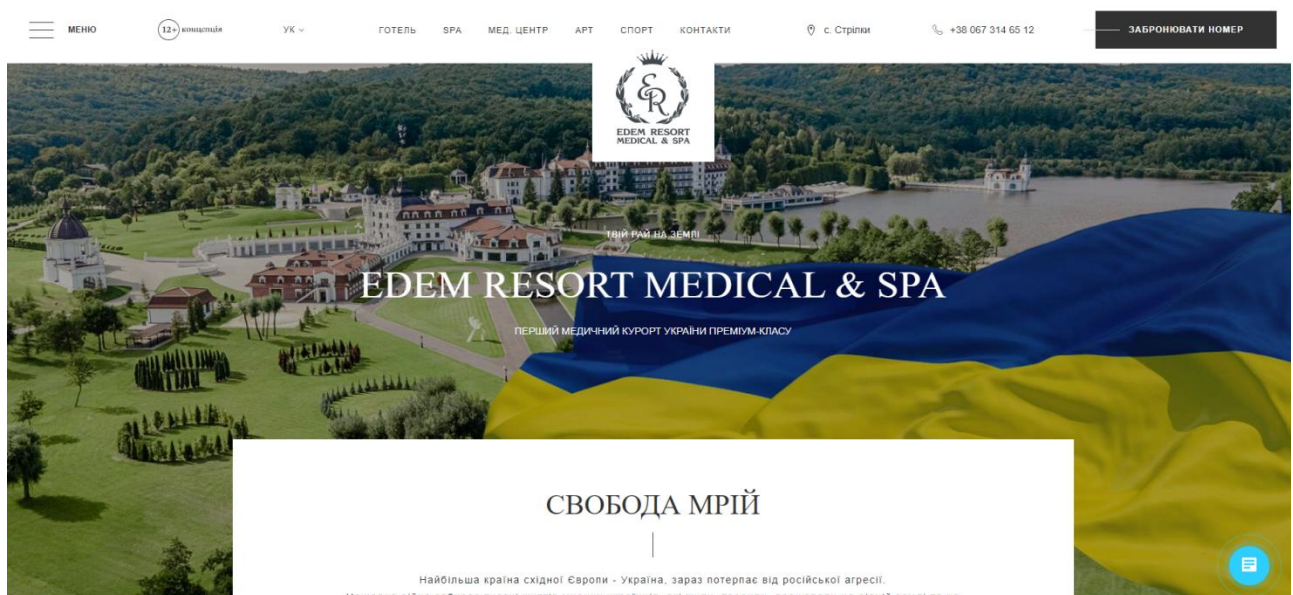 МЕНЮ
12+ концепція
УК
ГОТЕЛЬ
SPA
МЕД. ЦЕНТР
АРТ
СПОРТ
КОНТАКТИ
с. Стрілки
+38 067 314 65 12
ЗАБРОНЮВАТИ НОМЕР
ER
EDEM RESORT
MEDICAL & SPA
ТВІЙ РАЙ НА ЗЕМЛІ
EDEM RESORT MEDICAL & SPA
ПЕРШИЙ МЕДИЧНИЙ КУРОРТ УКРАЇНИ ПРЕМІУМ-КЛАСУ
СВОБОДА МРІЙ
Найбільша країна східної Європи - Україна, зараз потерпає від російської агресії.